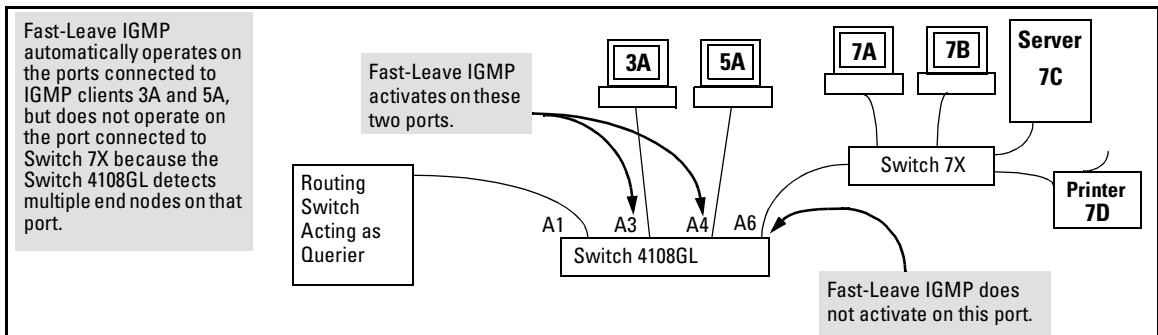 Fast-Leave IGMP
automatically operates on
the ports connected to
IGMP clients 3A and 5A,
but does not operate on
the port connected to
Switch 7X because the
Switch 4108GL detects
multiple end nodes on that
port.
Fast-Leave IGMP
activates on these
two ports.
3A
5A
7A
7B
Server
7C
Switch 7X
Printer
7D
Routing
Switch
Acting as
Querier
A1
A3
A4
A6
Switch 4108GL
Fast-Leave IGMP does
not activate on this port.